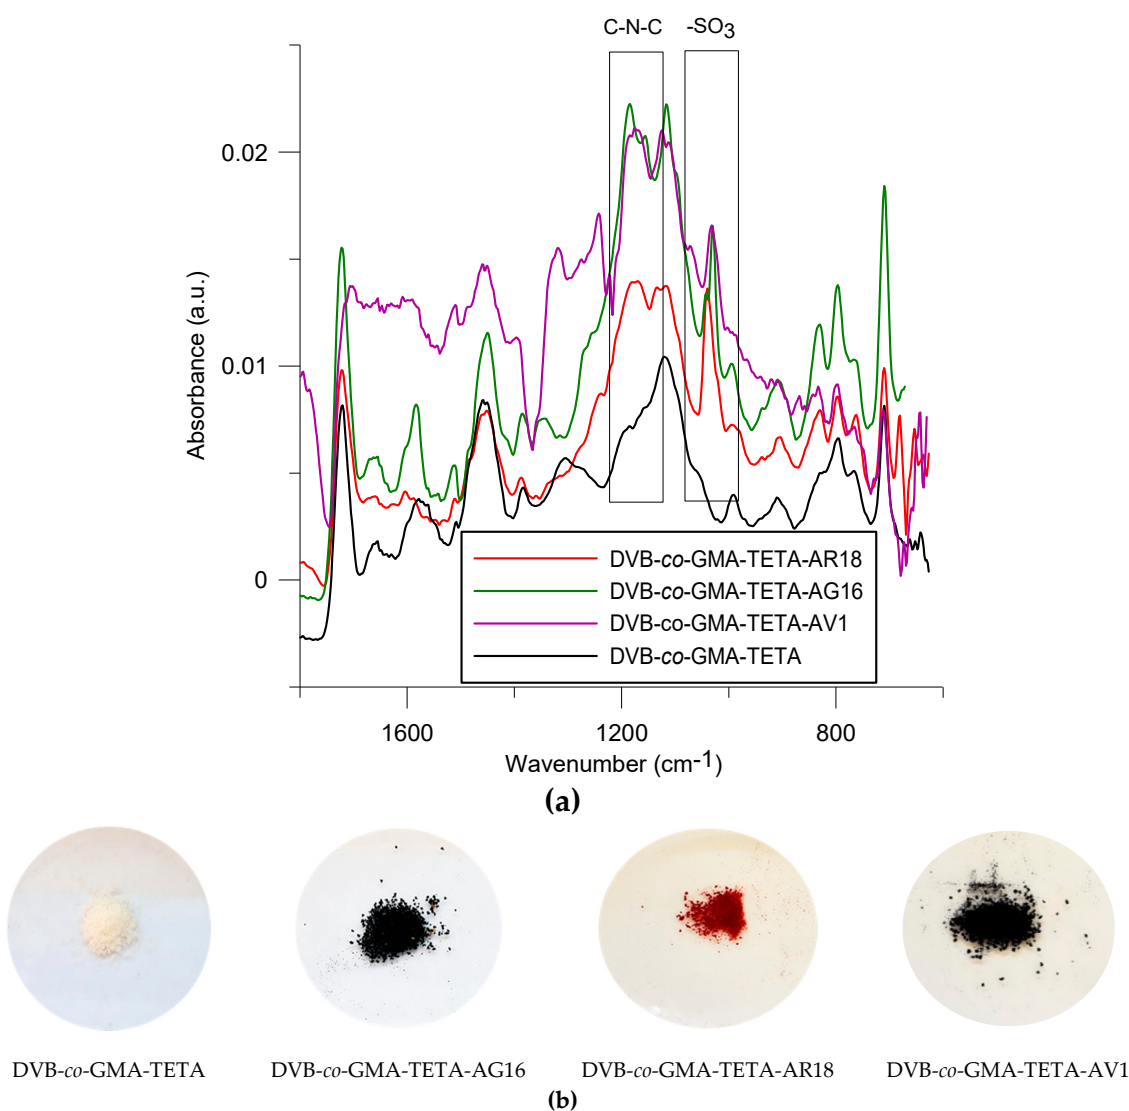 C-N-C -SO3
0.02
0.01
0
Absorbance (a.u.)
DVB-co-GMA-TETA-AR18
DVB-co-GMA-TETA-AG16
DVB-co-GMA-TETA-AV1
DVB-co-GMA-TETA
1600 1200 800
Wavenumber (cm-1)
(a)
DVB-co-GMA-TETA DVB-co-GMA-TETA-AG16 DVB-co-GMA-TETA-AR18 DVB-co-GMA-TETA-AV1
(b)